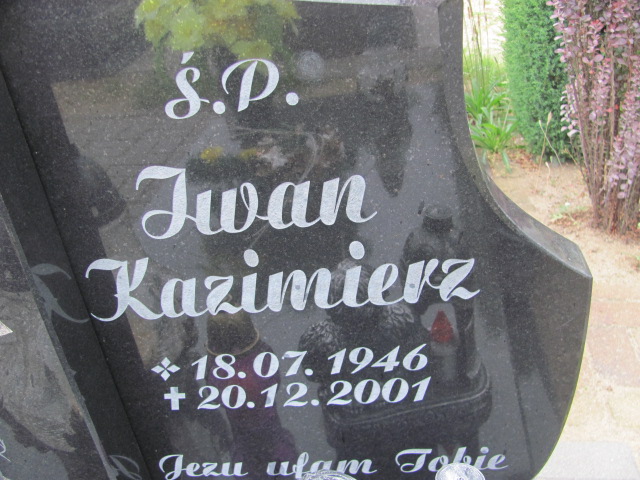 ś.P.
Iwan
Kazimierz
18.07.1946
✝ 20.12.2001
Jezu ufam Tobie